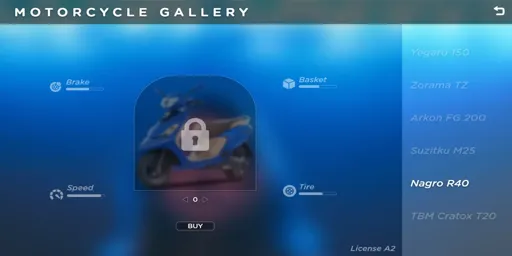 MOTORCYCLE GALLERY
Brake
Basket
Speed
Tire
0
BUY
License A2
Yogaru 150
Zorama TZ
Arkon FG 200
Suzitku M25
Nagro R40
TBM Cratox T20